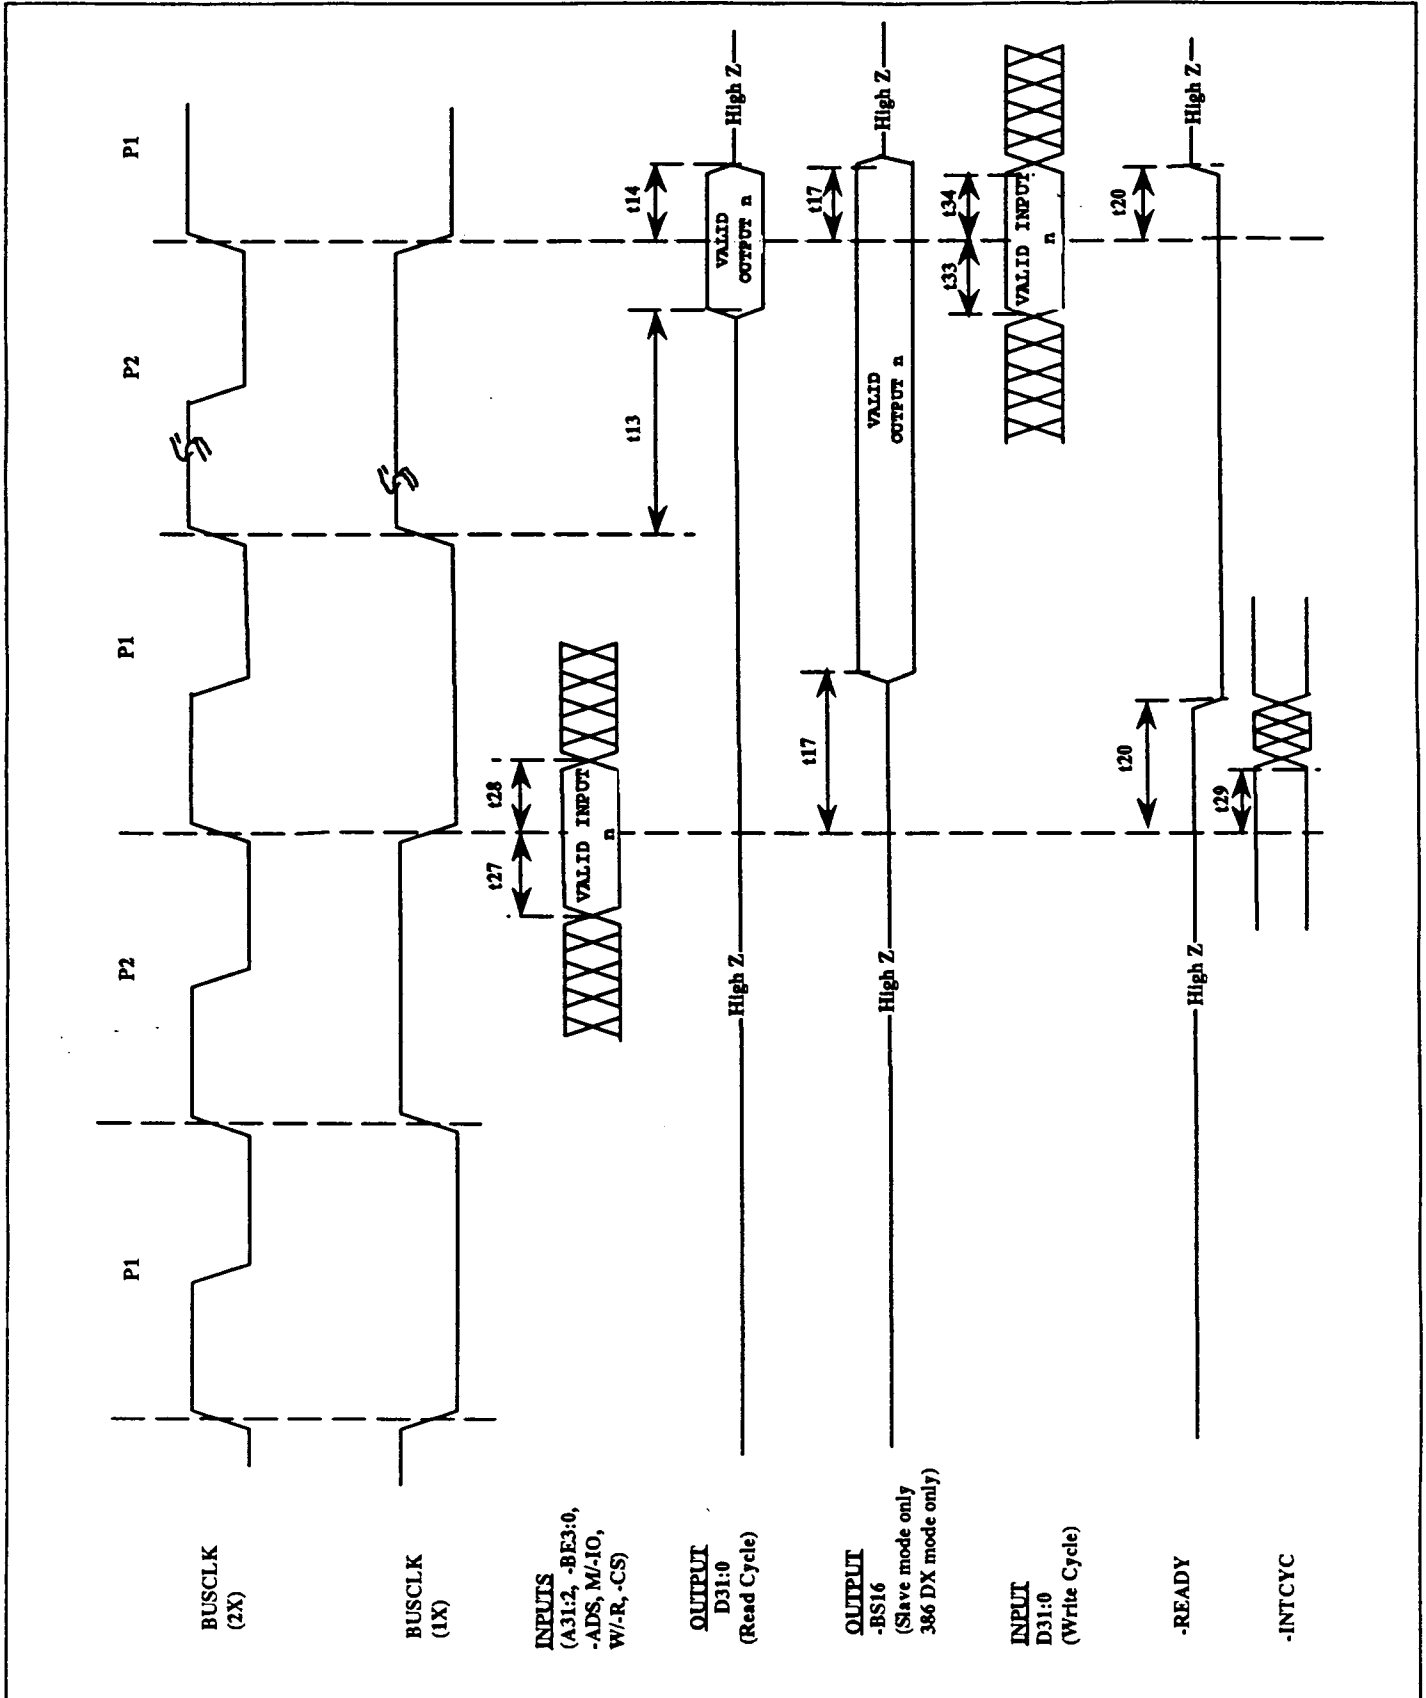 P1
P2
P1
P2
P1
BUSCLK
(2X)
BUSCLK
(1X)
INPUTS
(A31:2, -BE3:0,
-ADS, M/-IO,
W/-R, -CS)
t27
t28
VALID INPUT
n
OUTPUT
D31:0
(Read Cycle)
High Z
t13
t14
VALID
OUTPUT n
High Z
OUTPUT
-BS16
(Slave mode only
386 DX mode only)
High Z
t17
VALID
OUTPUT n
t17
High Z
INPUT
D31:0
(Write Cycle)
t33
t34
VALID INPUT
n
-READY
High Z
t20
t20
High Z
-INTCYC
t29